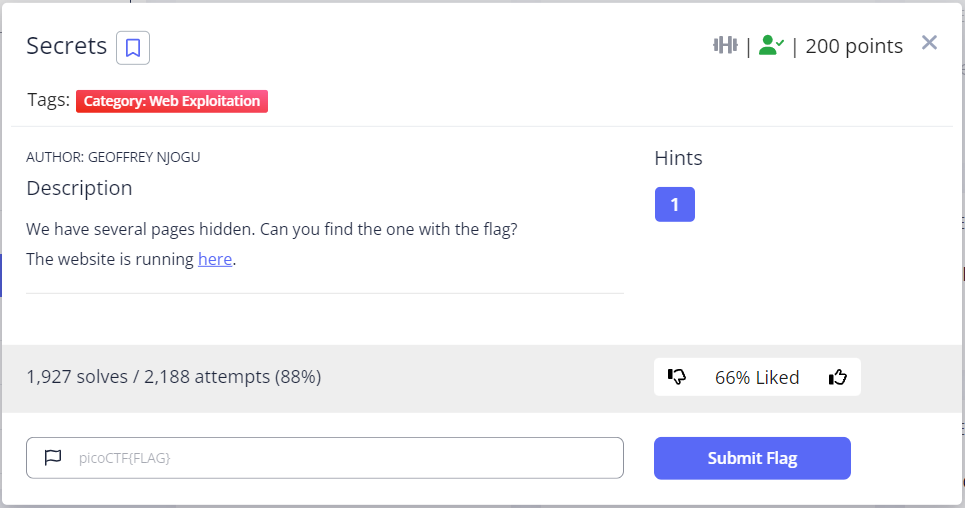 Secrets
| | 200 points
Tags: Category: Web Exploitation
AUTHOR: GEOFFREY NJOGU
Description
We have several pages hidden. Can you find the one with the flag?
The website is running here.
Hints
1
1,927 solves / 2,188 attempts (88%)
66% Liked
picoCTF{FLAG}
Submit Flag